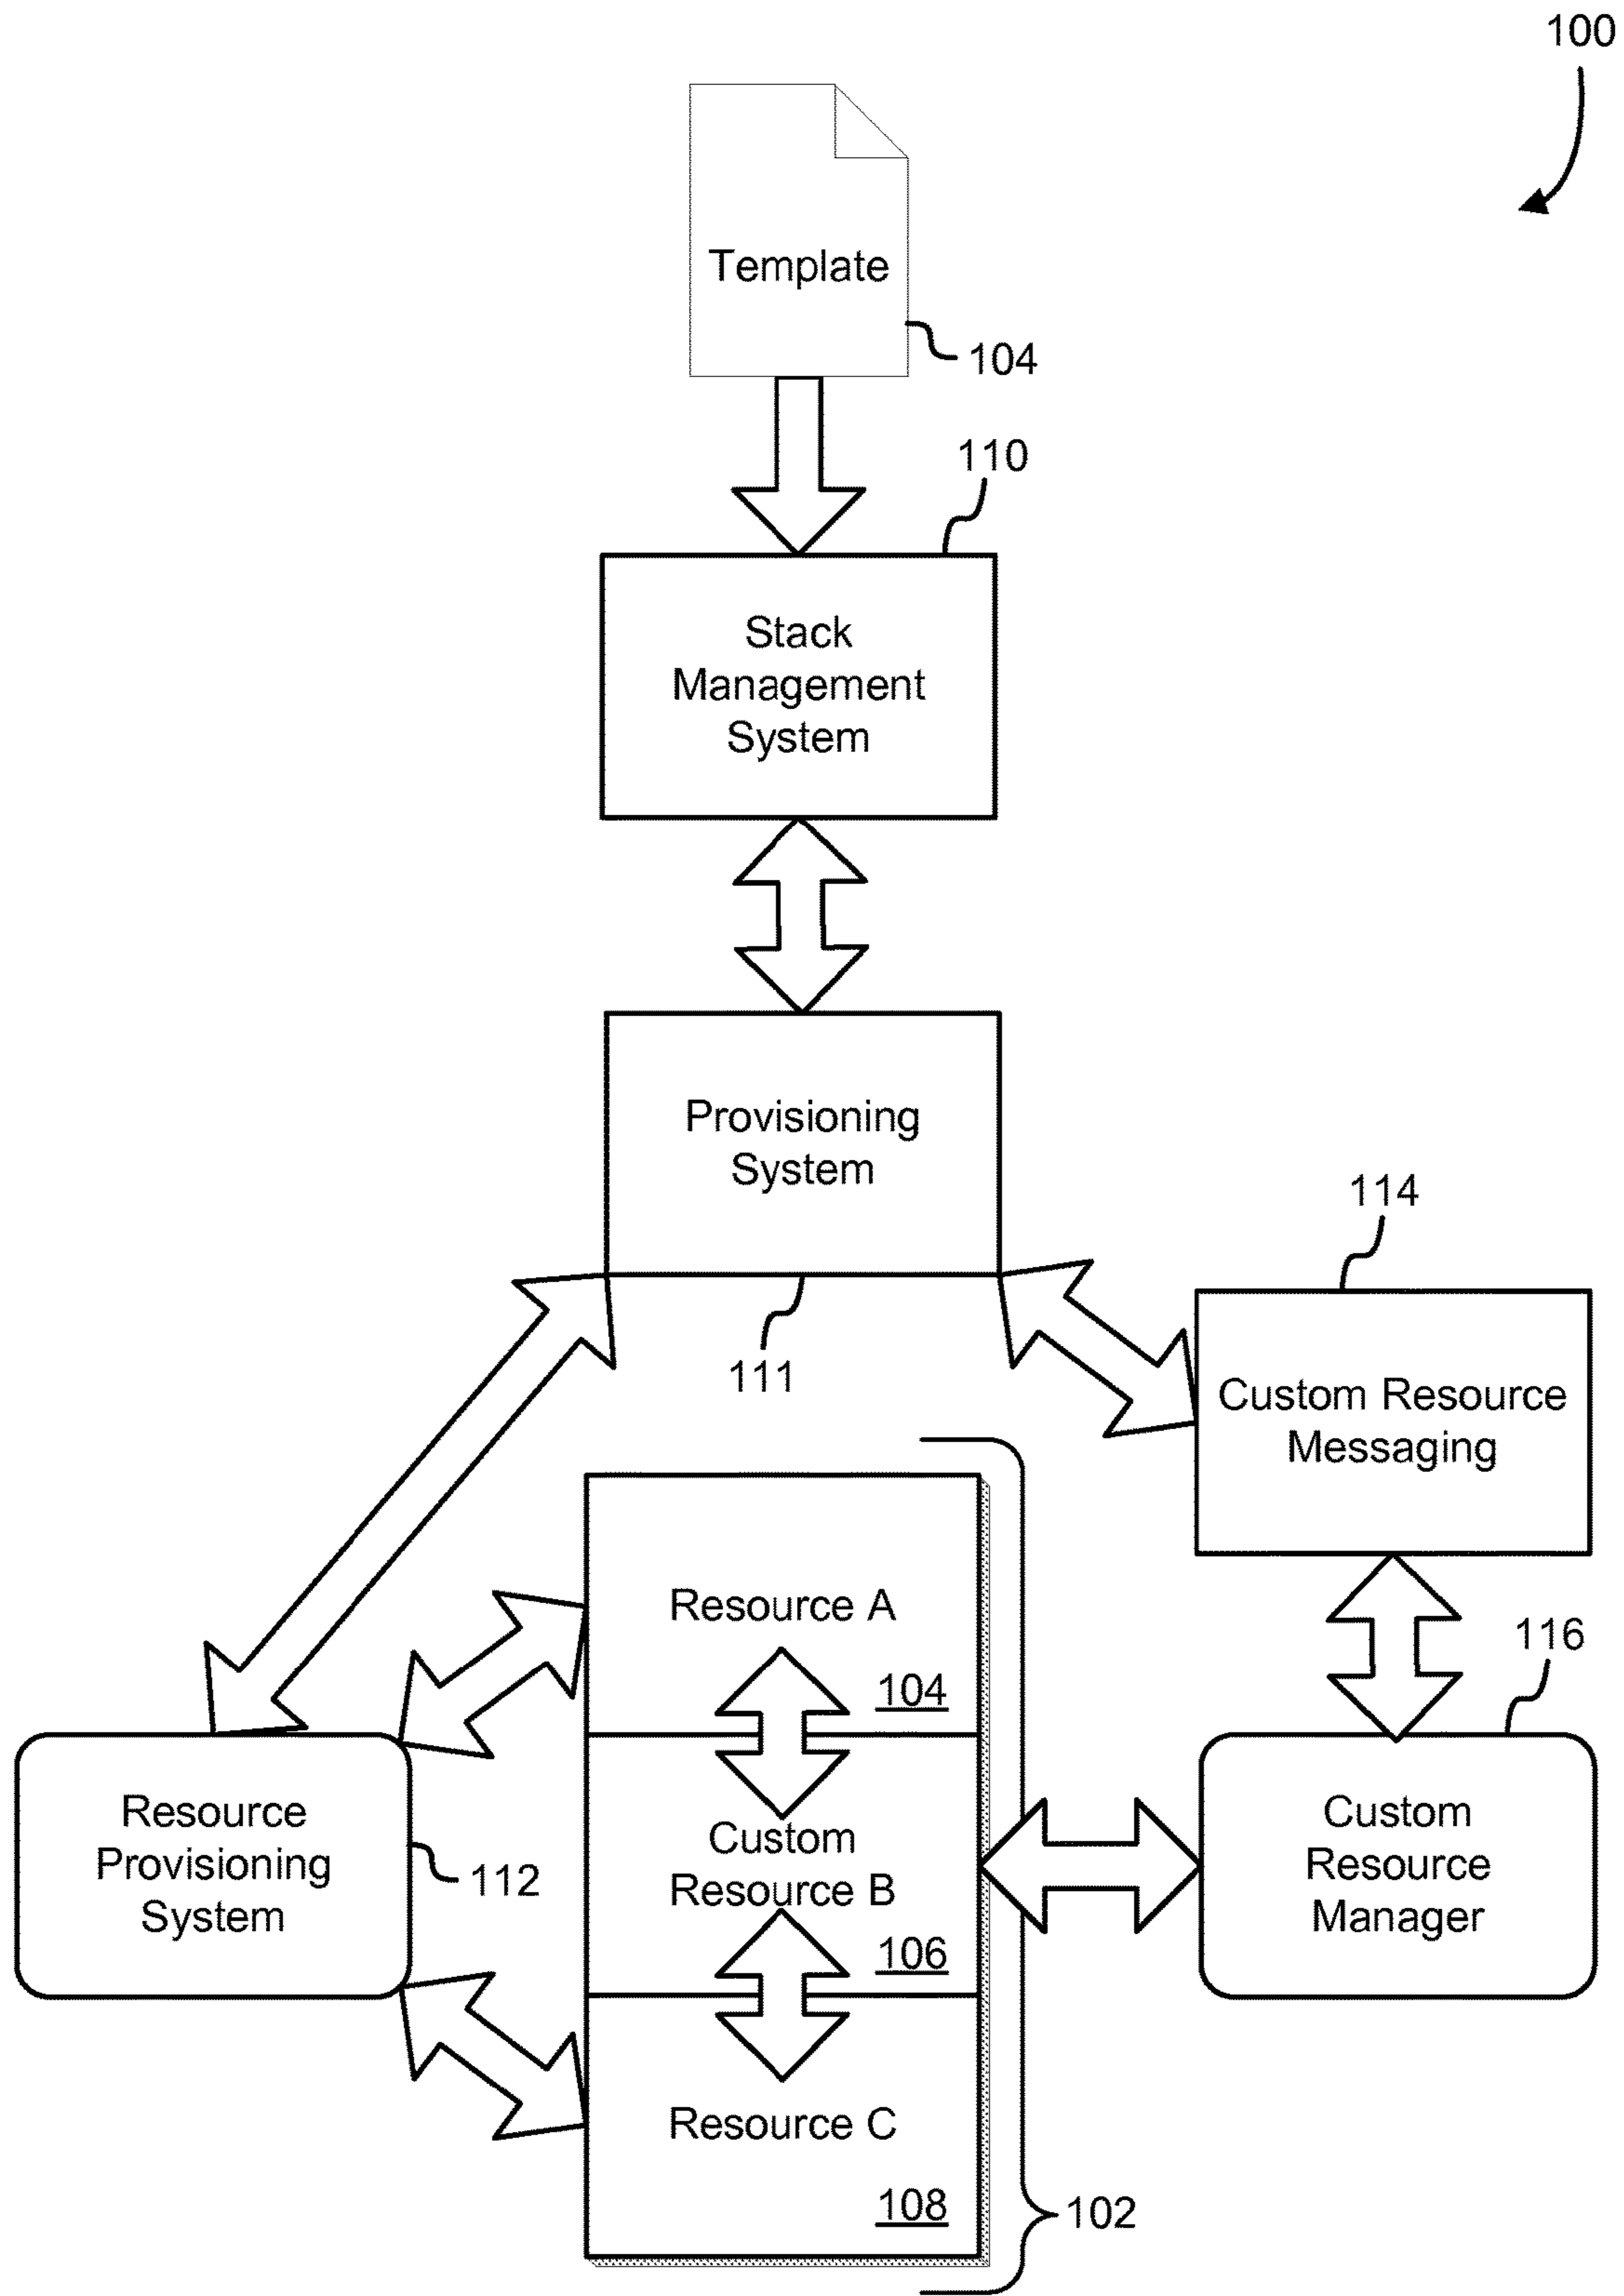 100
Template
104
110
Stack
Management
System
Provisioning
System
111
114
Custom Resource
Messaging
Resource A
104
116
Resource
Provisioning
System
112
Custom
Resource B
106
Custom
Resource
Manager
Resource C
108
102